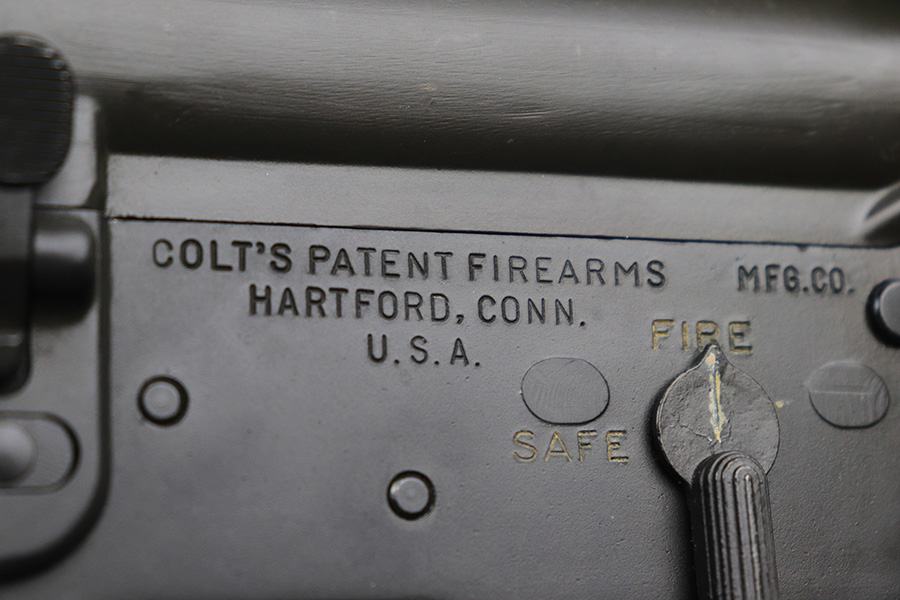 COLT'S PATENT FIREARMS MFG.CO.
HARTFORD, CONN.
U.S.A.
FIRE
SAFE